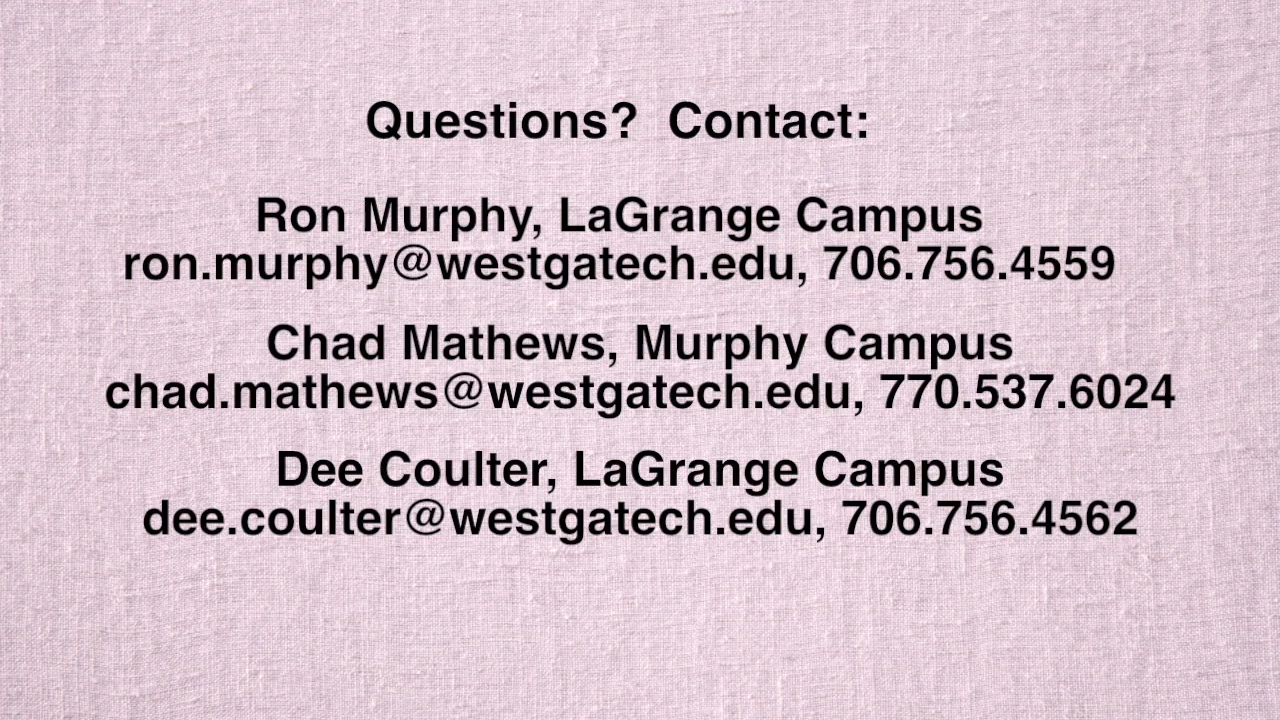 Questions?  Contact:
Ron Murphy, LaGrange Campus
ron.murphy@westgatech.edu, 706.756.4559
Chad Mathews, Murphy Campus
chad.mathews@westgatech.edu, 770.537.6024
Dee Coulter, LaGrange Campus
dee.coulter@westgatech.edu, 706.756.4562